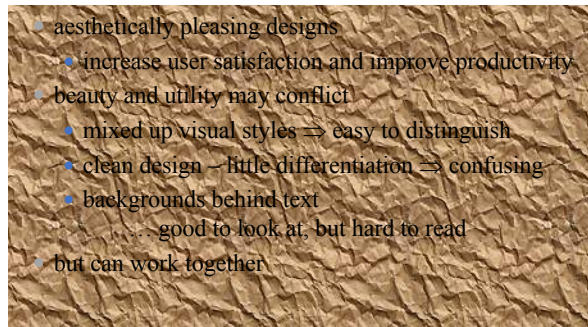 • aesthetically pleasing designs
• increase user satisfaction and improve productivity
• beauty and utility may conflict
• mixed up visual styles ⇒ easy to distinguish
• clean design – little differentiation ⇒ confusing
• backgrounds behind text
… good to look at, but hard to read
• but can work together